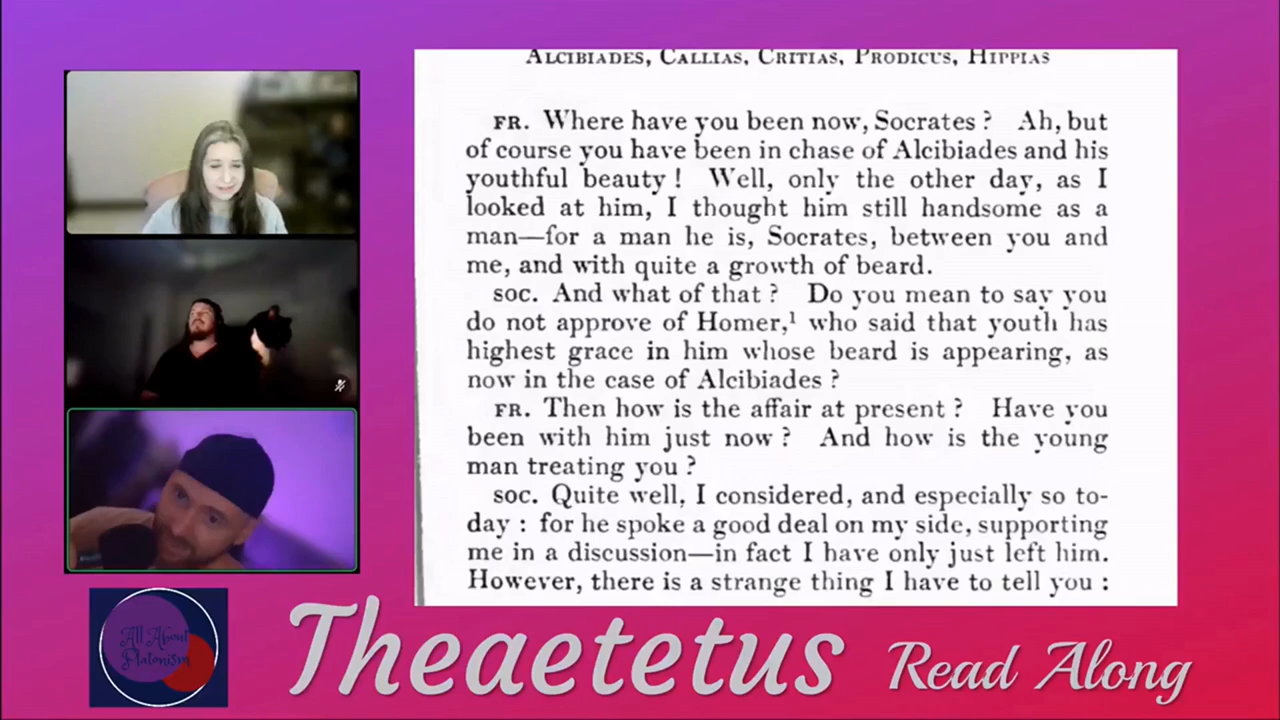 ALCIBIADES, CALLIAS, CRITIAS, PRODICUS, HIPPIAS
FR. Where have you been now, Socrates ? Ah, but
of course you have been in chase of Alcibiades and his
youthful beauty ! Well, only the other day, as I
looked at him, I thought him still handsome as a
man—for a man he is, Socrates, between you and
me, and with quite a growth of beard.
SOC. And what of that ? Do you mean to say you
do not approve of Homer,¹ who said that youth has
highest grace in him whose beard is appearing, as
now in the case of Alcibiades ?
FR. Then how is the affair at present ? Have you
been with him just now ? And how is the young
man treating you ?
SOC. Quite well, I considered, and especially so to-
day : for he spoke a good deal on my side, supporting
me in a discussion—in fact I have only just left him.
However, there is a strange thing I have to tell you :
All About
Platonism
Theaetetus Read Along